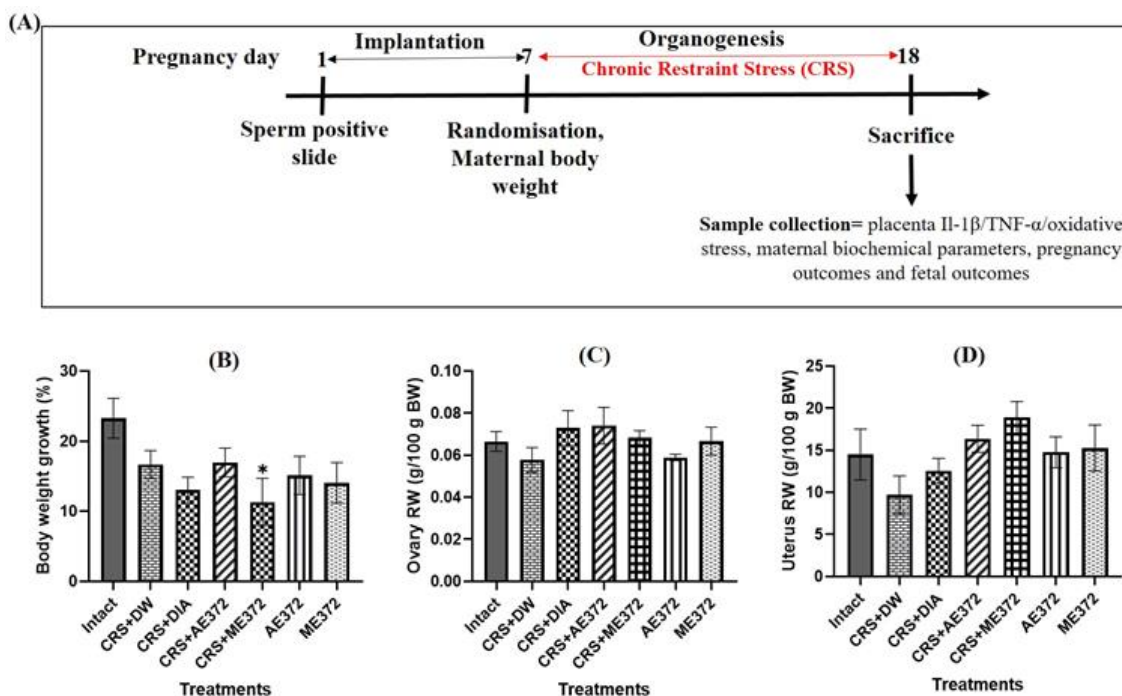 (A)
Pregnancy day
Implantation
Organogenesis
1
7
18
Chronic Restraint Stress (CRS)
Sperm positive
slide
Randomisation,
Maternal body
weight
Sacrifice
Sample collection= placenta Il-1β/TNF-α/oxidative
stress, maternal biochemical parameters, pregnancy
outcomes and fetal outcomes
(B)
Body weight growth (%)
30
20
10
0
*
Intact
CRS+DW
CRS+DIA
CRS+AE372
CRS+ME372
AE372
ME372
Treatments
(C)
Ovary RW (g/100 g BW)
0.10
0.08
0.06
0.04
0.02
0.00
Intact
CRS+DW
CRS+DIA
CRS+AE372
CRS+ME372
AE372
ME372
Treatments
(D)
Uterus RW (g/100 g BW)
25
20
15
10
5
0
Intact
CRS+DW
CRS+DIA
CRS+AE372
CRS+ME372
AE372
ME372
Treatments